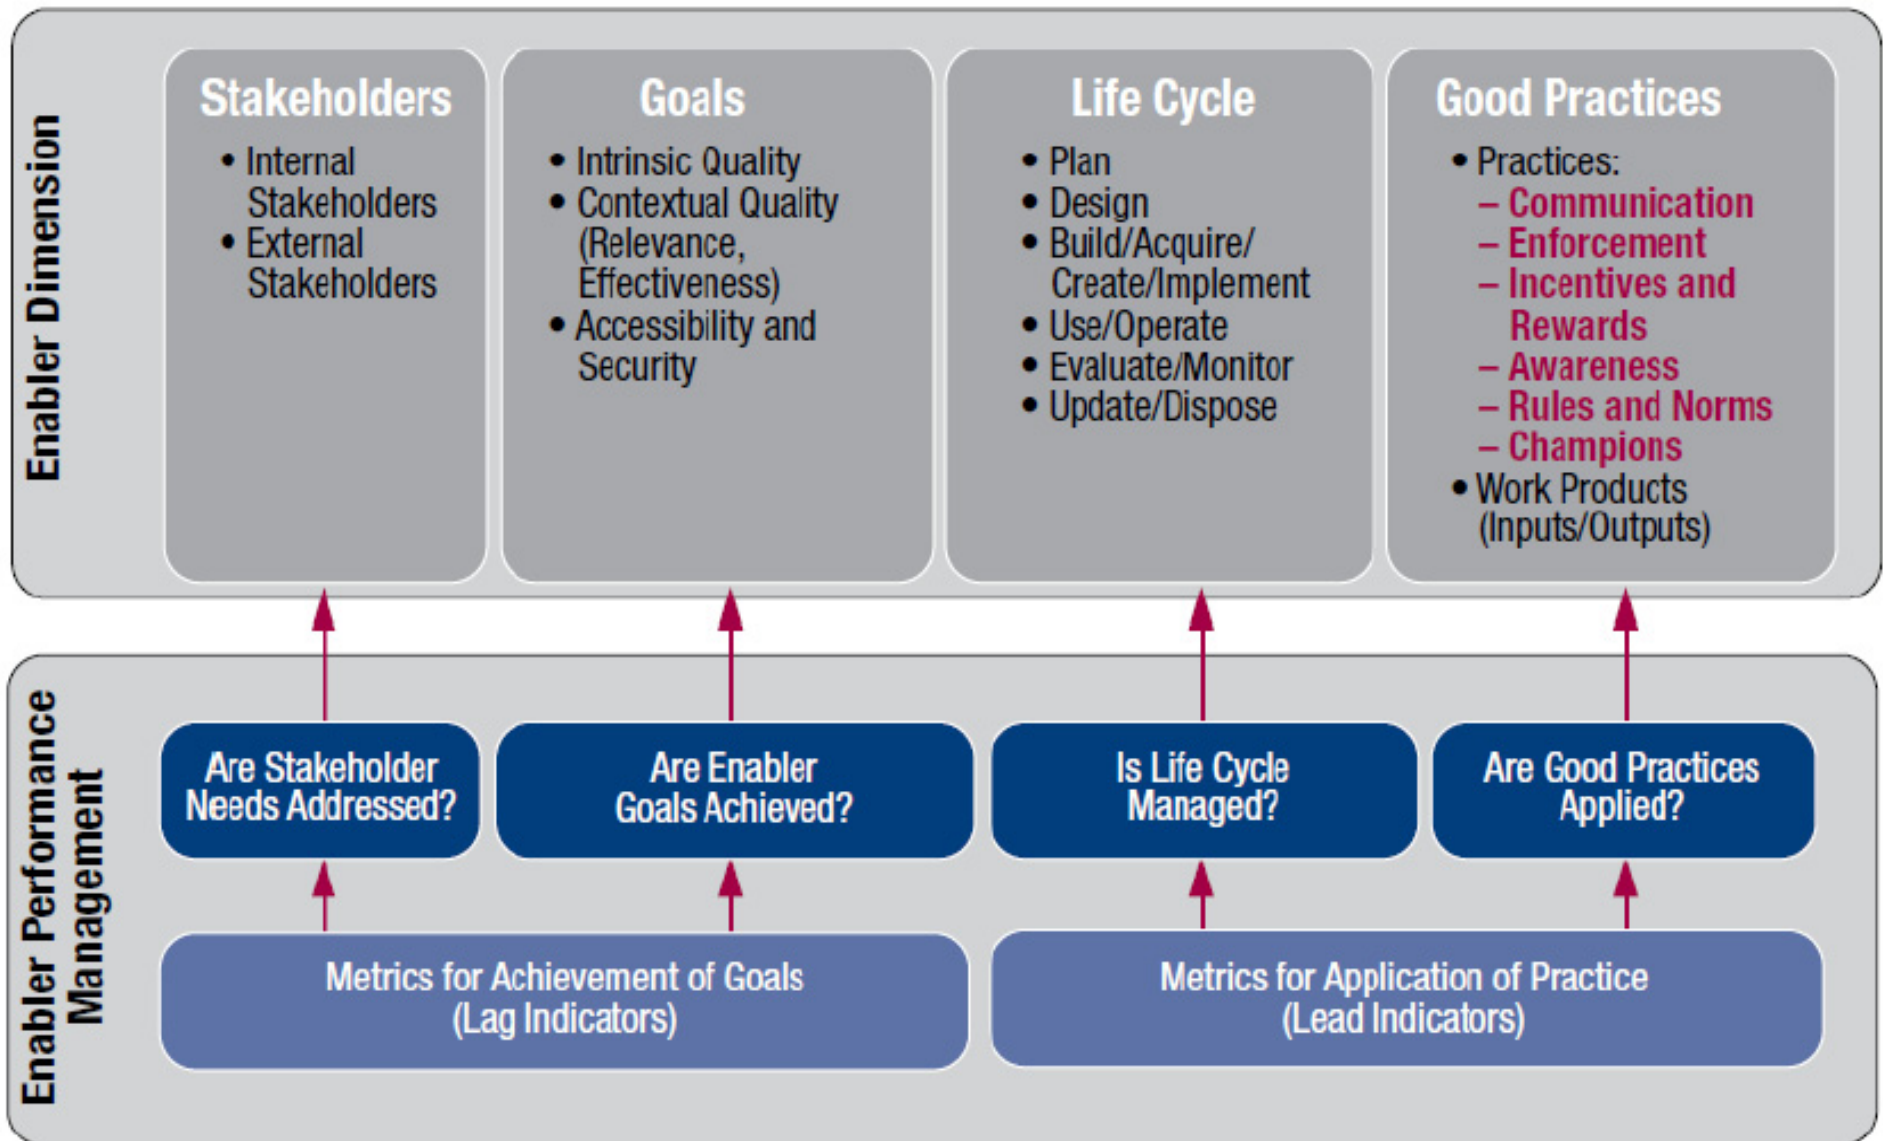 Enabler Dimension
Stakeholders
• Internal
Stakeholders
• External
Stakeholders
Goals
• Intrinsic Quality
• Contextual Quality
(Relevance,
Effectiveness)
• Accessibility and
Security
Life Cycle
• Plan
• Design
• Build/Acquire/
Create/Implement
• Use/Operate
• Evaluate/Monitor
• Update/Dispose
Good Practices
• Practices:
– Communication
– Enforcement
– Incentives and
Rewards
– Awareness
– Rules and Norms
– Champions
• Work Products
(Inputs/Outputs)
Enabler Performance
Management
Are Stakeholder
Needs Addressed?
Are Enabler
Goals Achieved?
Is Life Cycle
Managed?
Are Good Practices
Applied?
Metrics for Achievement of Goals
(Lag Indicators)
Metrics for Application of Practice
(Lead Indicators)